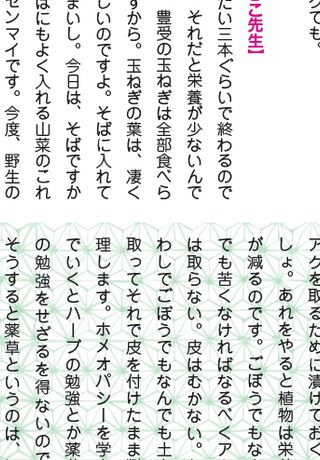 クても。
こ先生】
たい三本ぐらいで終わるので
それだと栄養が少ないんで
豊受の玉ねぎは全部食べら
すから。玉ねぎの葉は、凄く
しいのですよ。そばに入れて
まいし。今日は、そばですか
はにもよく入れる山菜のこれ
ゼンマイです。今度、野生の
アクを取るために漬けておく
しょ。あれをやると植物は栄
が減るのです。ごぼうでもな
でも苦くなければなるべくア
は取らない。皮はむかない。
わしでごぼうでもなんでも土
取ってそれで皮を付けたまま
理します。ホメオパシーを学
でいくとハーブの勉強とか薬
の勉強をせざるを得ないので
そうすると薬草というのは、